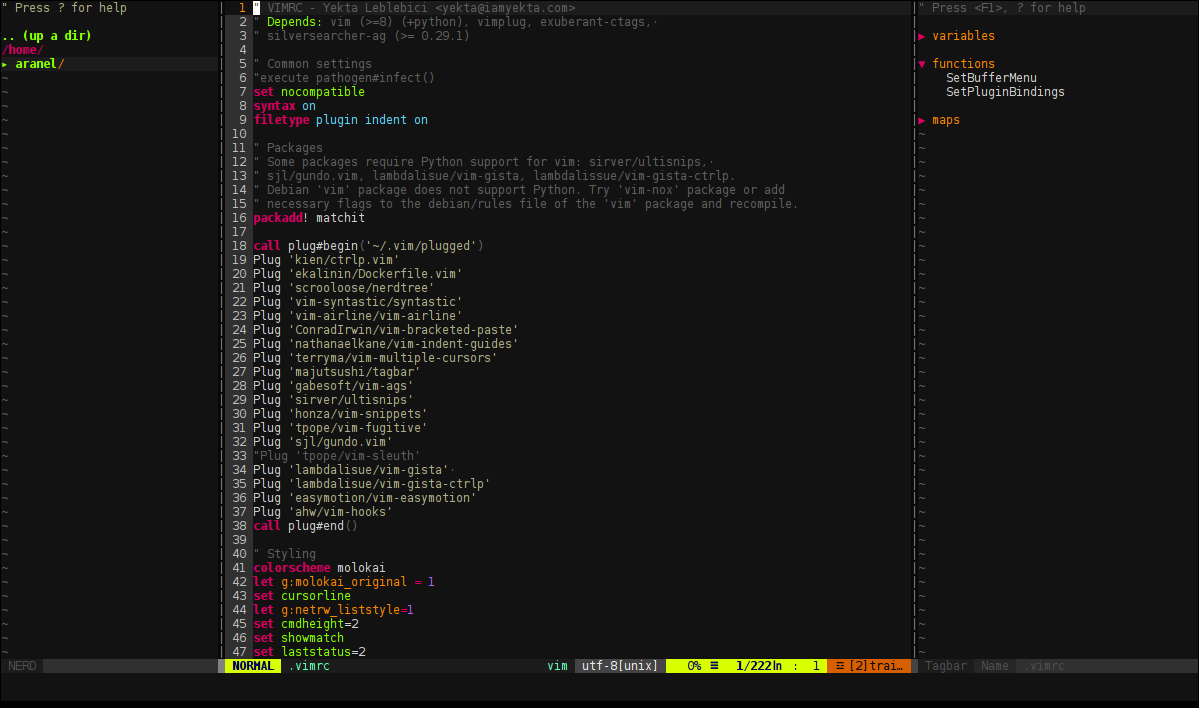 " Press ? for help
.. (up a dir)
/home/
▸ aranel/
1 " VIMRC - Yekta Leblebici <yekta@iamyekta.com>
2 " Depends: vim (>=8) (+python), vimplug, exuberant-ctags,·
3 " silversearcher-ag (>= 0.29.1)
4
5 " Common settings
6 "execute pathogen#infect()
7 set nocompatible
8 syntax on
9 filetype plugin indent on
10
11 " Packages
12 " Some packages require Python support for vim: sirver/ultisnips,·
13 " sjl/gundo.vim, lambdalisue/vim-gista, lambdalissue/vim-gista-ctrlp.
14 " Debian 'vim' package does not support Python. Try 'vim-nox' package or add
15 " necessary flags to the debian/rules file of the 'vim' package and recompile.
16 packadd! matchit
17
18 call plug#begin('~/.vim/plugged')
19 Plug 'kien/ctrlp.vim'
20 Plug 'ekalinin/Dockerfile.vim'
21 Plug 'scrooloose/nerdtree'
22 Plug 'vim-syntastic/syntastic'
23 Plug 'vim-airline/vim-airline'
24 Plug 'ConradIrwin/vim-bracketed-paste'
25 Plug 'nathanaelkane/vim-indent-guides'
26 Plug 'terryma/vim-multiple-cursors'
27 Plug 'majutsushi/tagbar'
28 Plug 'gabesoft/vim-ags'
29 Plug 'sirver/ultisnips'
30 Plug 'honza/vim-snippets'
31 Plug 'tpope/vim-fugitive'
32 Plug 'sjl/gundo.vim'
33 "Plug 'tpope/vim-sleuth'
34 Plug 'lambdalisue/vim-gista'·
35 Plug 'lambdalisue/vim-gista-ctrlp'
36 Plug 'easymotion/vim-easymotion'
37 Plug 'ahw/vim-hooks'
38 call plug#end()
39
40 " Styling
41 colorscheme molokai
42 let g:molokai_original = 1
43 set cursorline
44 let g:netrw_liststyle=1
45 set cmdheight=2
46 set showmatch
47 set laststatus=2
" Press <F1>, ? for help
▶ variables
▼ functions
SetBufferMenu
SetPluginBindings
▶ maps
NERD
NORMAL .vimrc vim utf-8[unix] 0% ≡ 1/222㏑ : 1 ☲ [2]trai…
Tagbar Name .vimrc